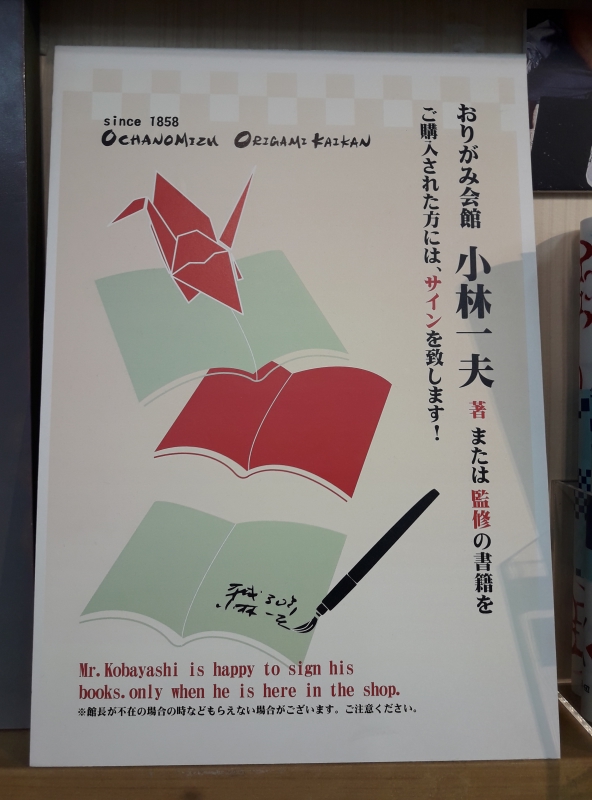 since 1858
OCHANOMIZU ORIGAMI KAIKAN
おりがみ会館 小林一夫 著 または 監修 の書籍を
ご購入された方には、サインを致します!
Mr.Kobayashi is happy to sign his
books.only when he is here in the shop.
※館長が不在の場合の時などもらえない場合がございます。ご注意ください。